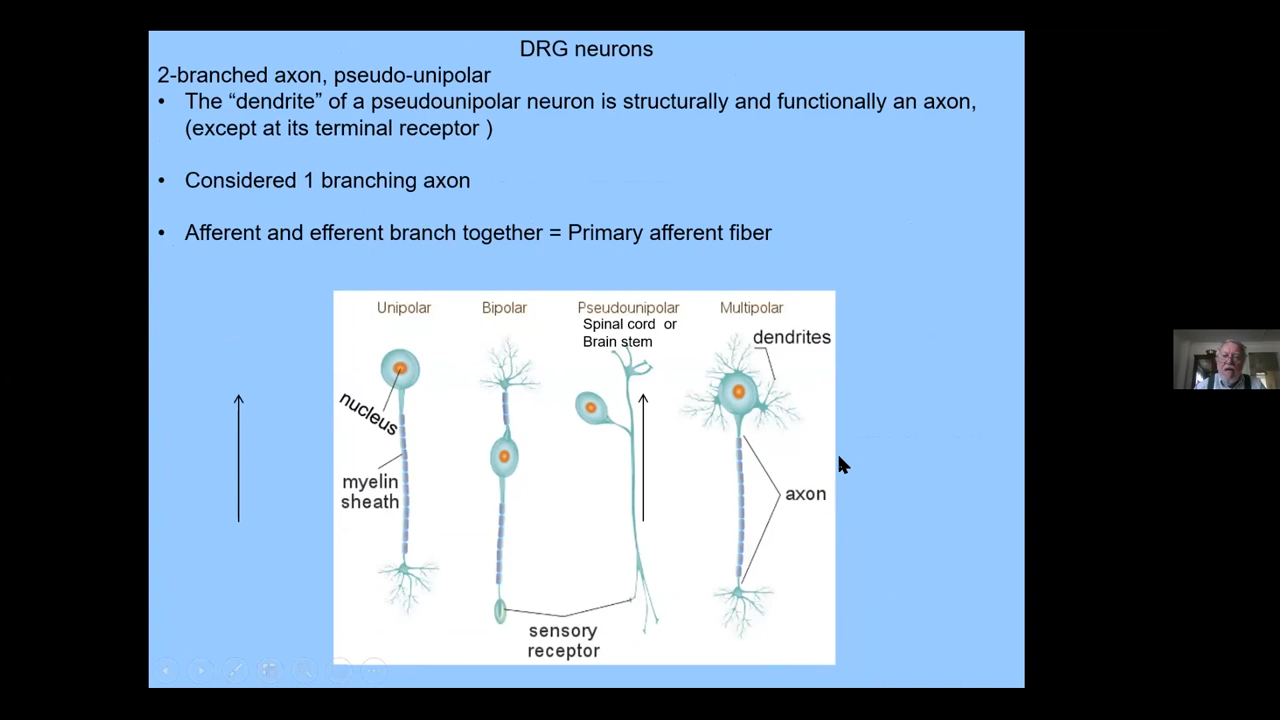 DRG neurons
2-branched axon, pseudo-unipolar
• The “dendrite” of a pseudounipolar neuron is structurally and functionally an axon,
(except at its terminal receptor )
• Considered 1 branching axon
• Afferent and efferent branch together = Primary afferent fiber
Unipolar Bipolar Pseudounipolar Multipolar
Spinal cord or
Brain stem
dendrites
nucleus
myelin
sheath
axon
sensory
receptor